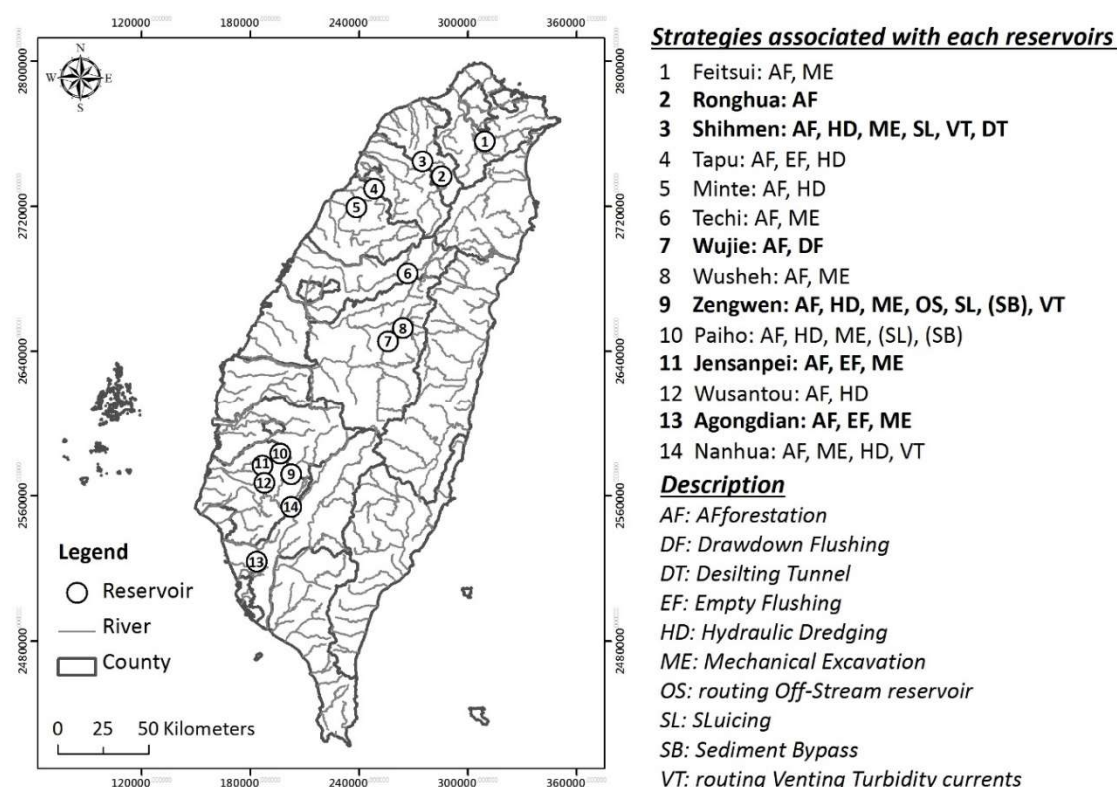 120000 180000 240000 300000 360000
2800000
2720000
2640000
2560000
2480000
N
W E
S
1
2
3
4
5
6
7
8
9
10
11
12
13
14
Legend
Reservoir
River
County
0 25 50 Kilometers
2800000
2720000
2640000
2560000
2480000
120000 180000 240000 300000 360000
Strategies associated with each reservoirs
1 Feitsui: AF, ME
2 Ronghua: AF
3 Shihmen: AF, HD, ME, SL, VT, DT
4 Tapu: AF, EF, HD
5 Minte: AF, HD
6 Techi: AF, ME
7 Wujie: AF, DF
8 Wusheh: AF, ME
9 Zengwen: AF, HD, ME, OS, SL, (SB), VT
10 Paiho: AF, HD, ME, (SL), (SB)
11 Jensanpei: AF, EF, ME
12 Wusantou: AF, HD
13 Agongdian: AF, EF, ME
14 Nanhua: AF, ME, HD, VT
Description
AF: AFforestation
DF: Drawdown Flushing
DT: Desilting Tunnel
EF: Empty Flushing
HD: Hydraulic Dredging
ME: Mechanical Excavation
OS: routing Off-Stream reservoir
SL: SLuicing
SB: Sediment Bypass
VT: routing Venting Turbidity currents